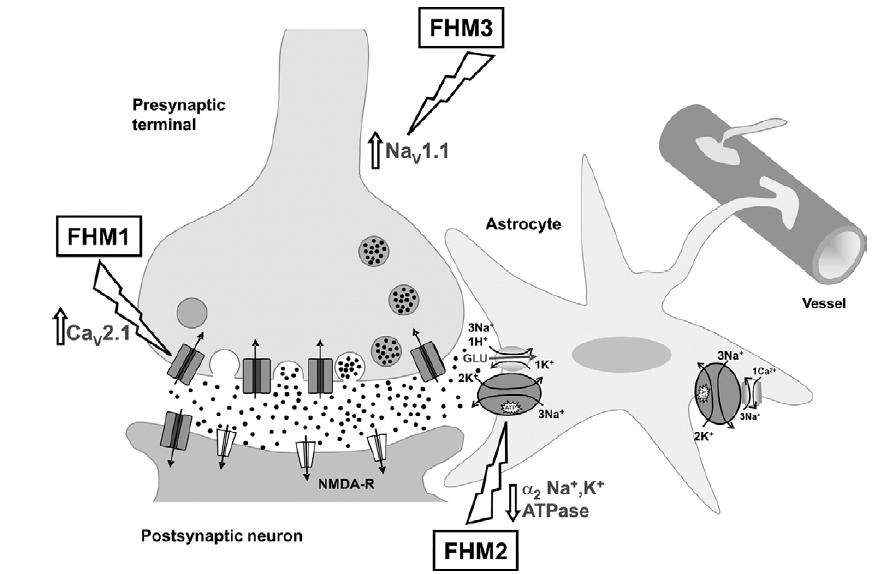 FHM3
Presynaptic
terminal
NaV1.1
FHM1
Astrocyte
CaV2.1
Vessel
3Na⁺
1H⁺
GLU
1K⁺
2K⁺
3Na⁺
ATP
3Na⁺
1Ca²⁺
3Na⁺
2K⁺
NMDA-R
α₂ Na⁺,K⁺
ATPase
Postsynaptic neuron
FHM2